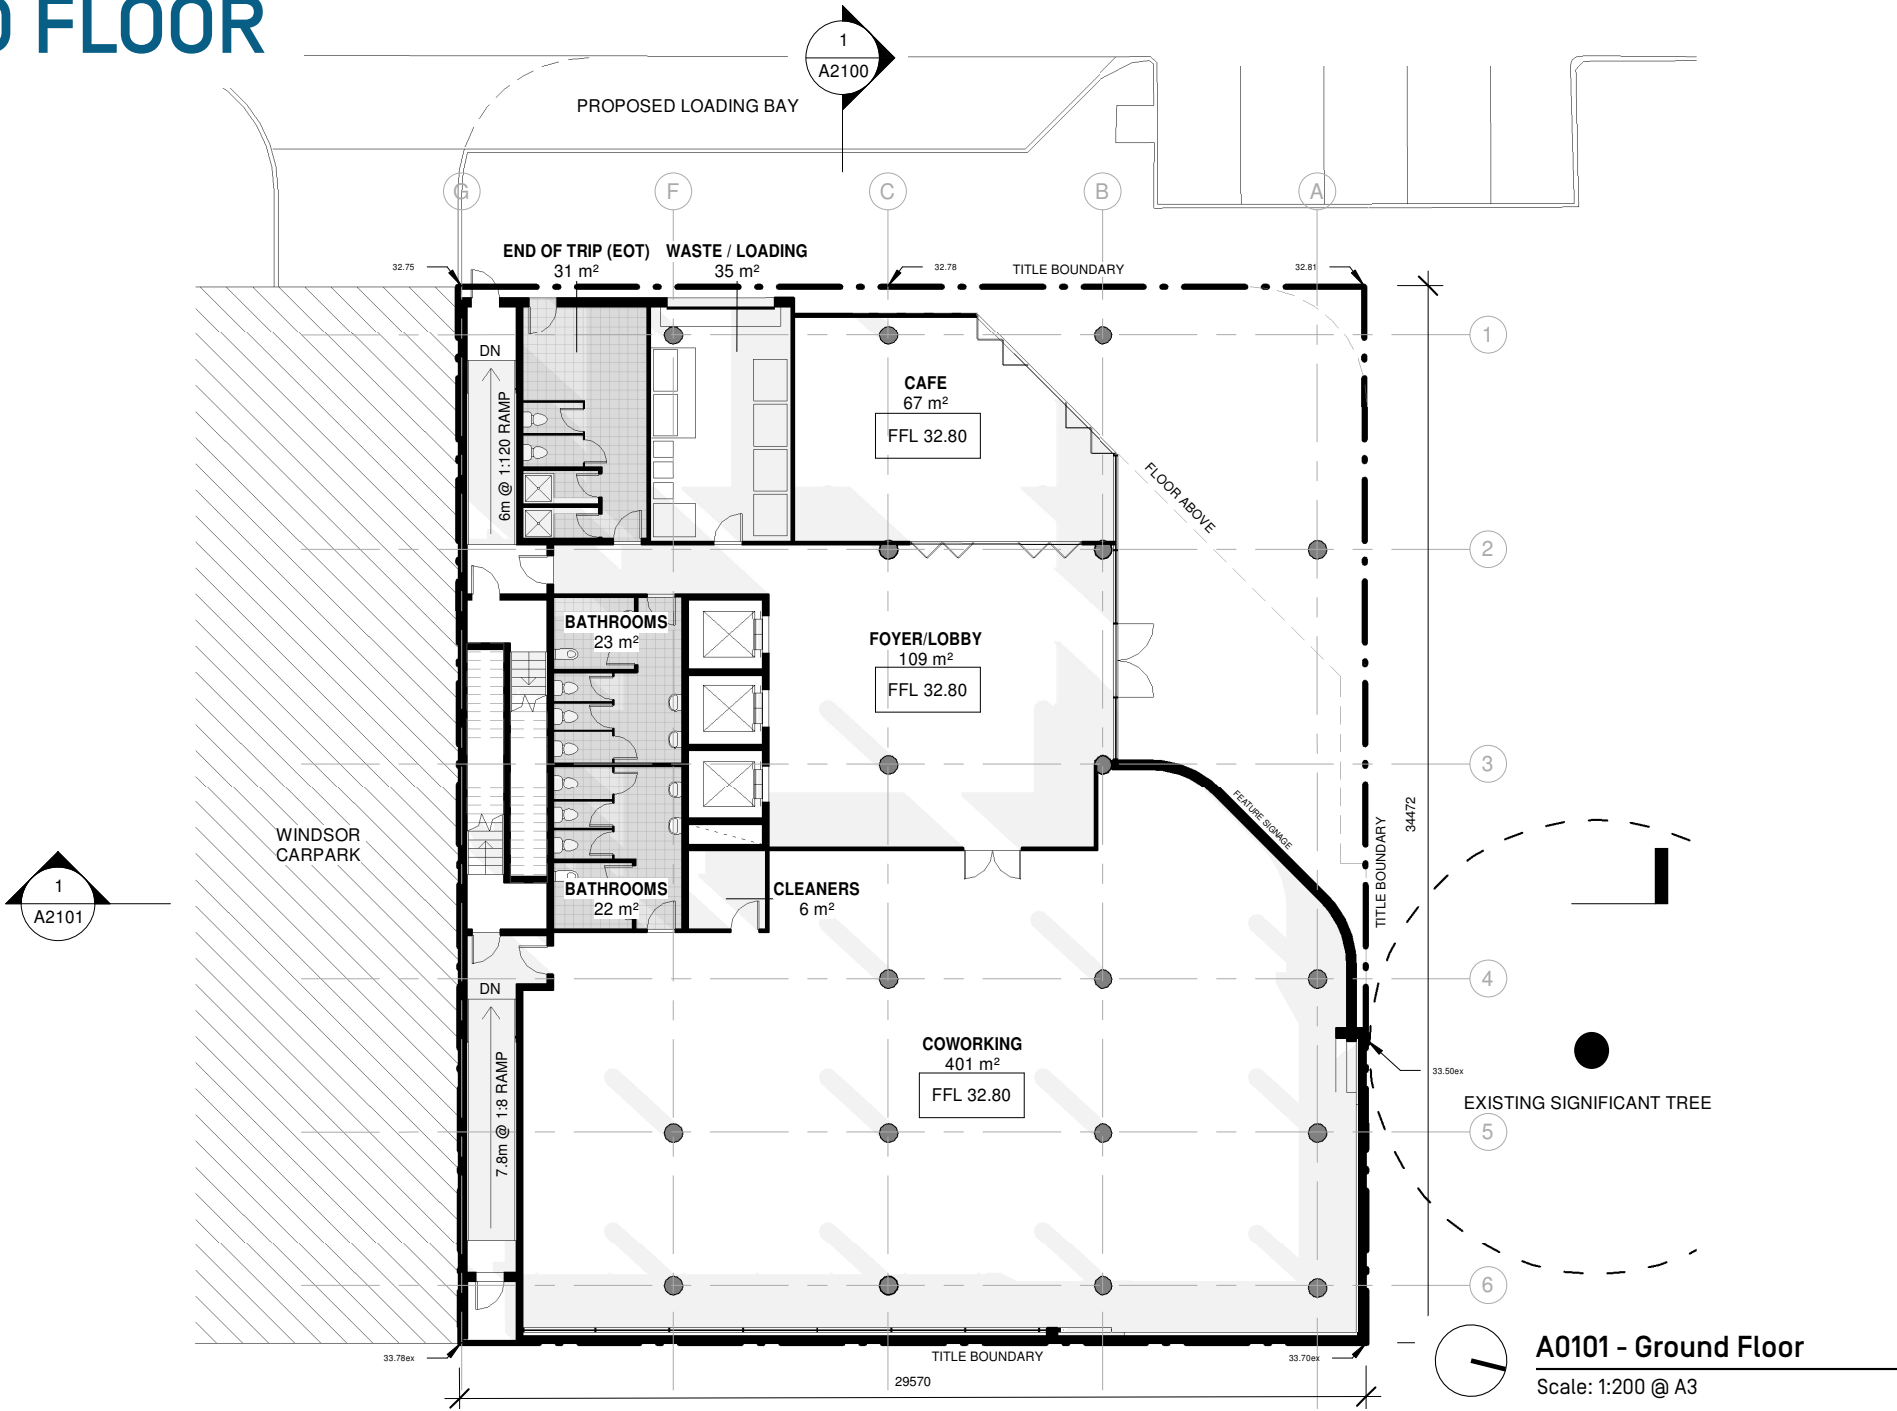 D FLOOR
1
A2100
PROPOSED LOADING BAY
G
F
C
B
A
END OF TRIP (EOT)
31 m²
WASTE / LOADING
35 m²
32.75
32.78
TITLE BOUNDARY
32.81
1
DN
6m @ 1:120 RAMP
CAFE
67 m²
FFL 32.80
FLOOR ABOVE
2
BATHROOMS
23 m²
FOYER/LOBBY
109 m²
FFL 32.80
3
FEATURE SIGNAGE
34472
TITLE BOUNDARY
WINDSOR
CARPARK
1
A2101
BATHROOMS
22 m²
CLEANERS
6 m²
4
DN
7.8m @ 1:8 RAMP
COWORKING
401 m²
FFL 32.80
33.50ex
EXISTING SIGNIFICANT TREE
5
6
33.78ex
TITLE BOUNDARY
33.70ex
29570
A0101 - Ground Floor
Scale: 1:200 @ A3